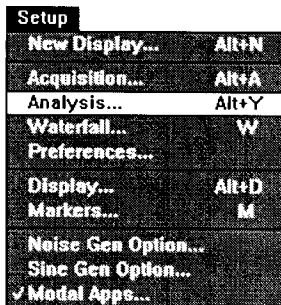 Setup
New Display... Alt+N
Acquisition... Alt+A
Analysis... Alt+Y
Waterfall... W
Preferences...
Display... Alt+D
Markers... M
Noise Gen Option...
Sine Gen Option...
✓Modal Apps...